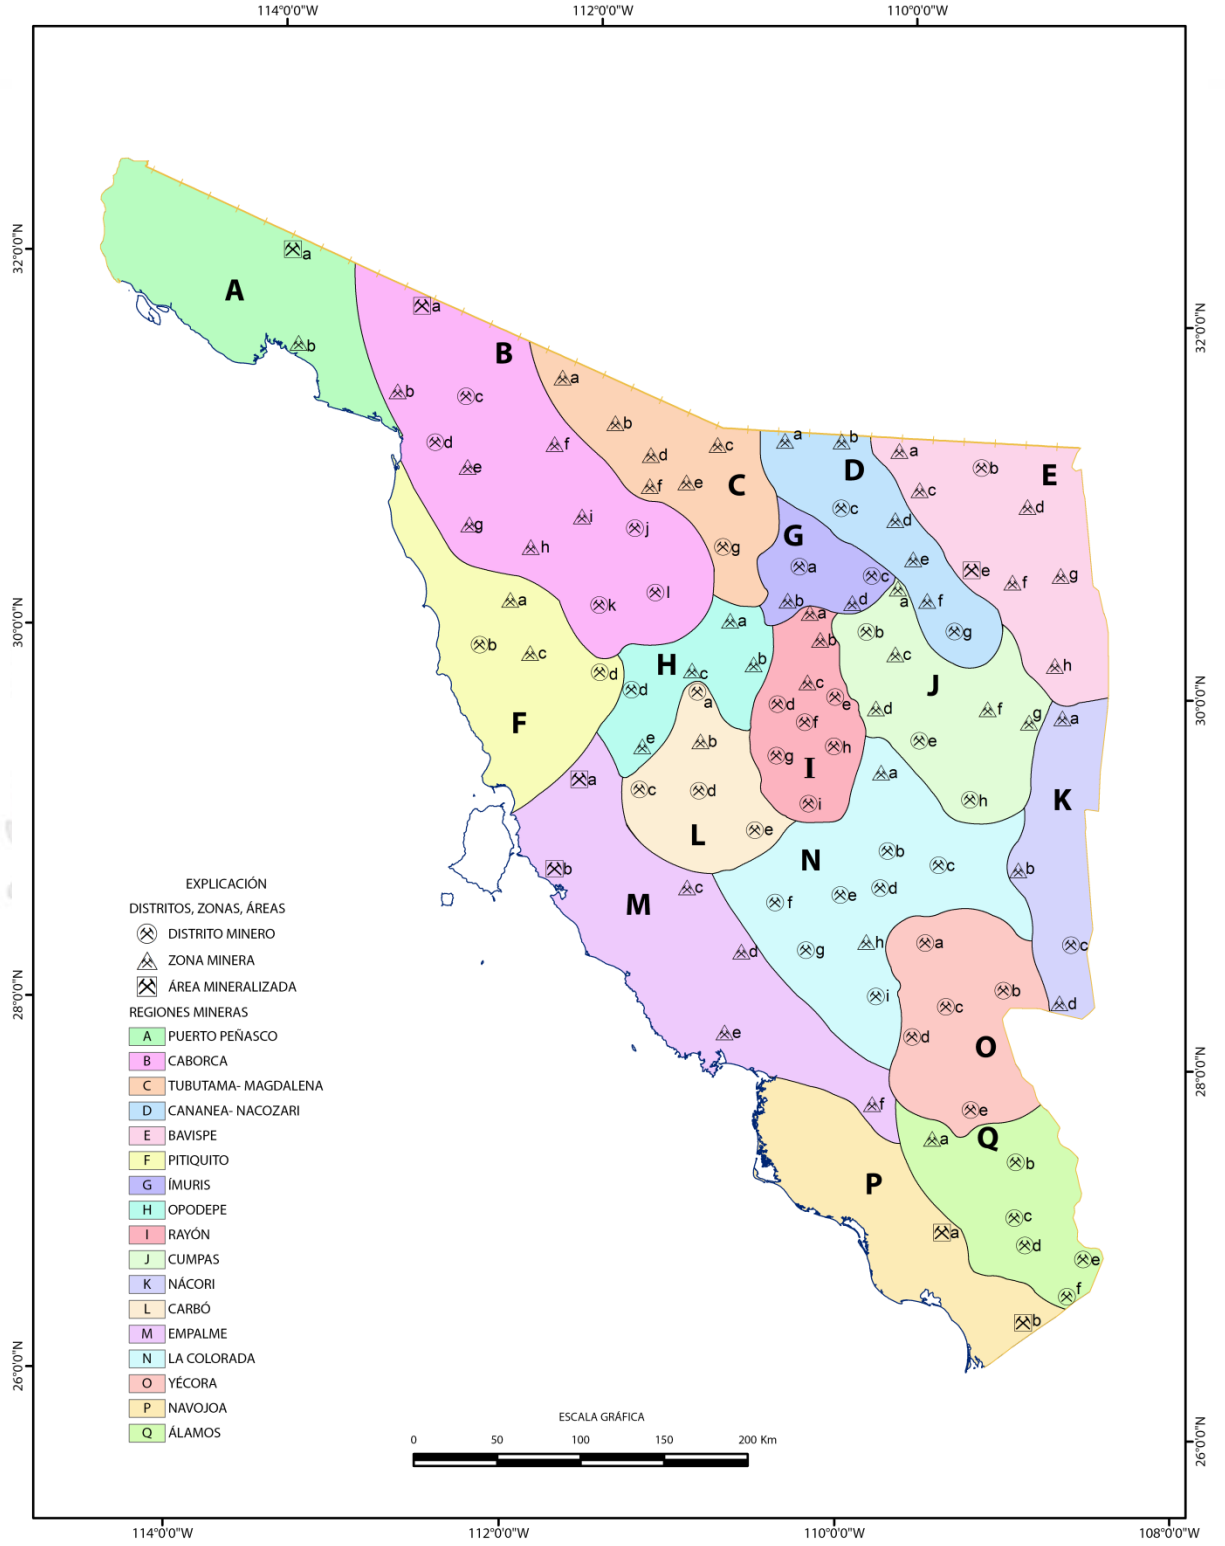 114°0'0"W 112°0'0"W 110°0'0"W
32°0'0"N
32°0'0"N
30°0'0"N
30°0'0"N
28°0'0"N
28°0'0"N
26°0'0"N
26°0'0"N
A
a
b
B
a
b
c
d
e
f
g
h
i
j
k
l
C
a
b
c
d
e
f
g
D
a
b
c
d
e
f
g
E
a
b
c
d
e
f
g
h
F
a
b
c
d
G
a
b
c
d
H
a
b
c
d
e
I
a
b
c
d
e
f
g
h
i
J
a
b
c
d
e
f
g
h
K
a
b
c
d
L
a
b
c
d
e
M
a
b
c
d
e
f
N
a
b
c
d
e
f
g
h
i
O
a
b
c
d
e
P
a
b
Q
a
b
c
d
e
f
EXPLICACIÓN
DISTRITOS, ZONAS, ÁREAS
DISTRITO MINERO
ZONA MINERA
ÁREA MINERALIZADA
REGIONES MINERAS
A PUERTO PEÑASCO
B CABORCA
C TUBUTAMA- MAGDALENA
D CANANEA- NACOZARI
E BAVISPE
F PITIQUITO
G ÍMURIS
H OPODEPE
I RAYÓN
J CUMPAS
K NÁCORI
L CARBÓ
M EMPALME
N LA COLORADA
O YÉCORA
P NAVOJOA
Q ÁLAMOS
ESCALA GRÁFICA
0 50 100 150 200 Km
114°0'0"W 112°0'0"W 110°0'0"W 108°0'0"W